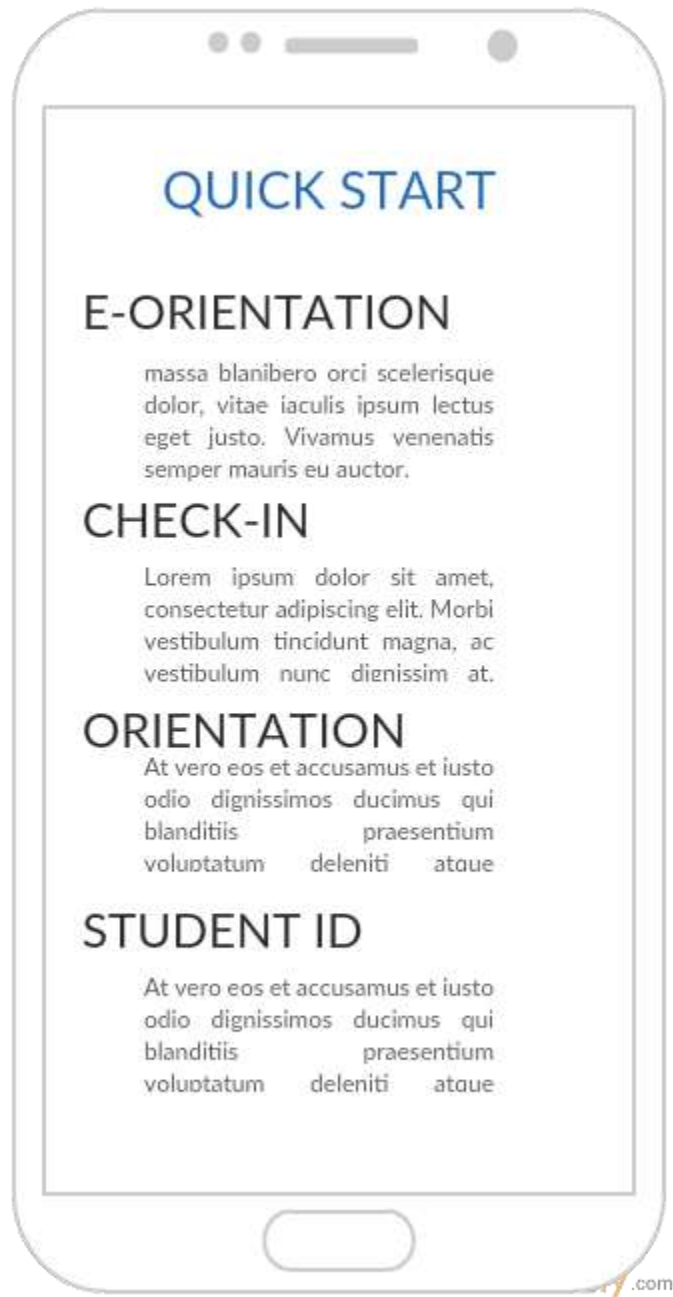 QUICK START
E-ORIENTATION
massa blanibero orci scelerisque
dolor, vitae iaculis ipsum lectus
eget justo. Vivamus venenatis
semper mauris eu auctor.
CHECK-IN
Lorem ipsum dolor sit amet,
consectetur adipiscing elit. Morbi
vestibulum tincidunt magna, ac
vestibulum nunc dignissim at.
ORIENTATION
At vero eos et accusamus et iusto
odio dignissimos ducimus qui
blanditiis praesentium
voluptatum deleniti atque
STUDENT ID
At vero eos et accusamus et iusto
odio dignissimos ducimus qui
blanditiis praesentium
voluptatum deleniti atque
.com